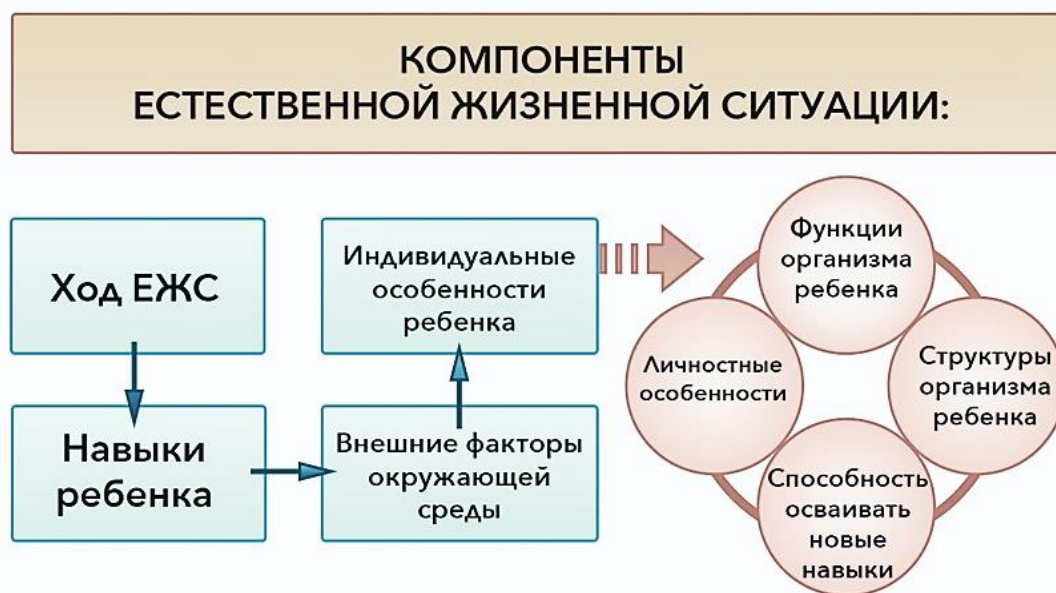 КОМПОНЕНТЫ
ЕСТЕСТВЕННОЙ ЖИЗНЕННОЙ СИТУАЦИИ:
Ход ЕЖС
Навыки
ребенка
Внешние факторы
окружающей
среды
Индивидуальные
особенности
ребенка
Функции
организма
ребенка
Структуры
организма
ребенка
Способность
осваивать
новые
навыки
Личностные
особенности